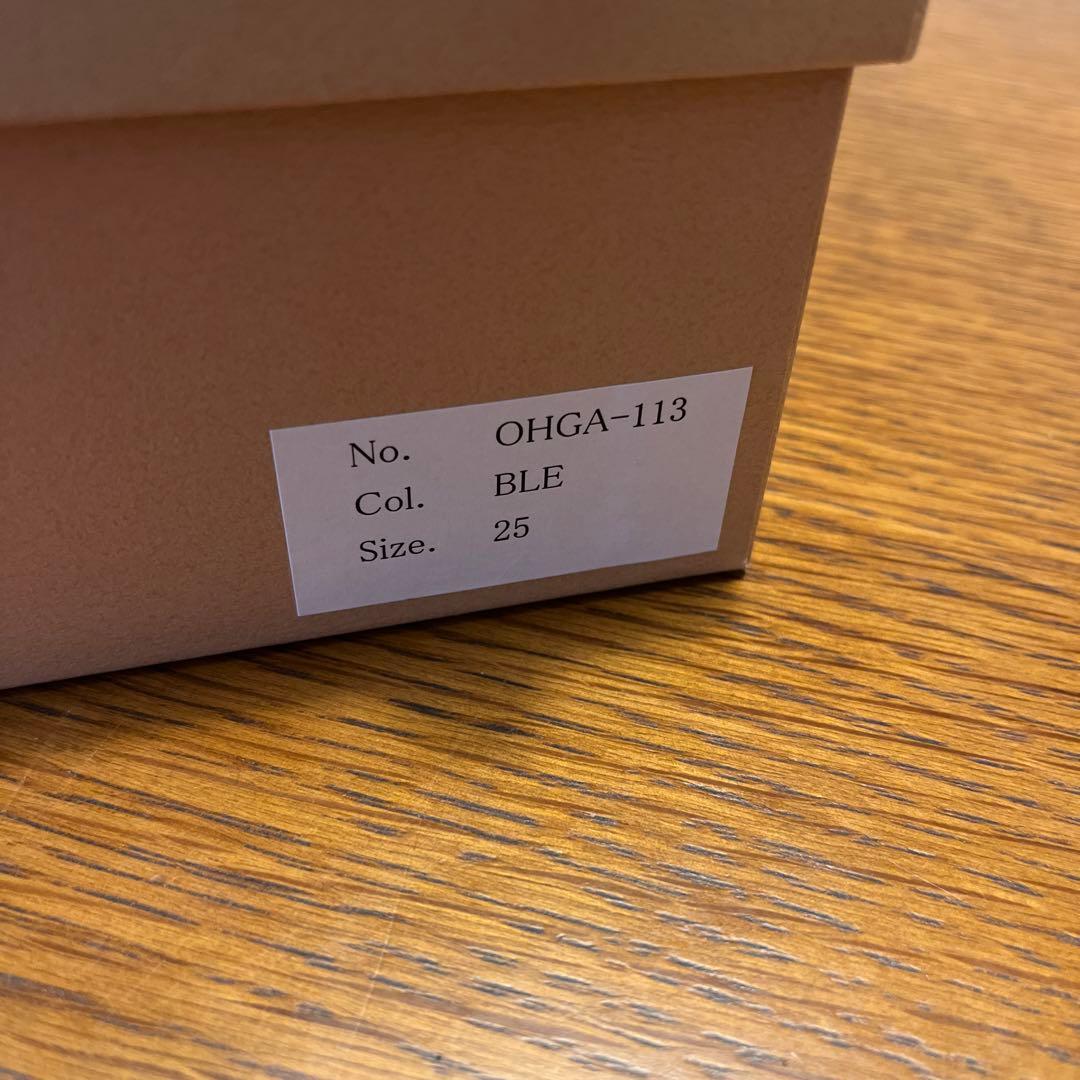 No. OHGA-113
Col. BLE
Size. 25